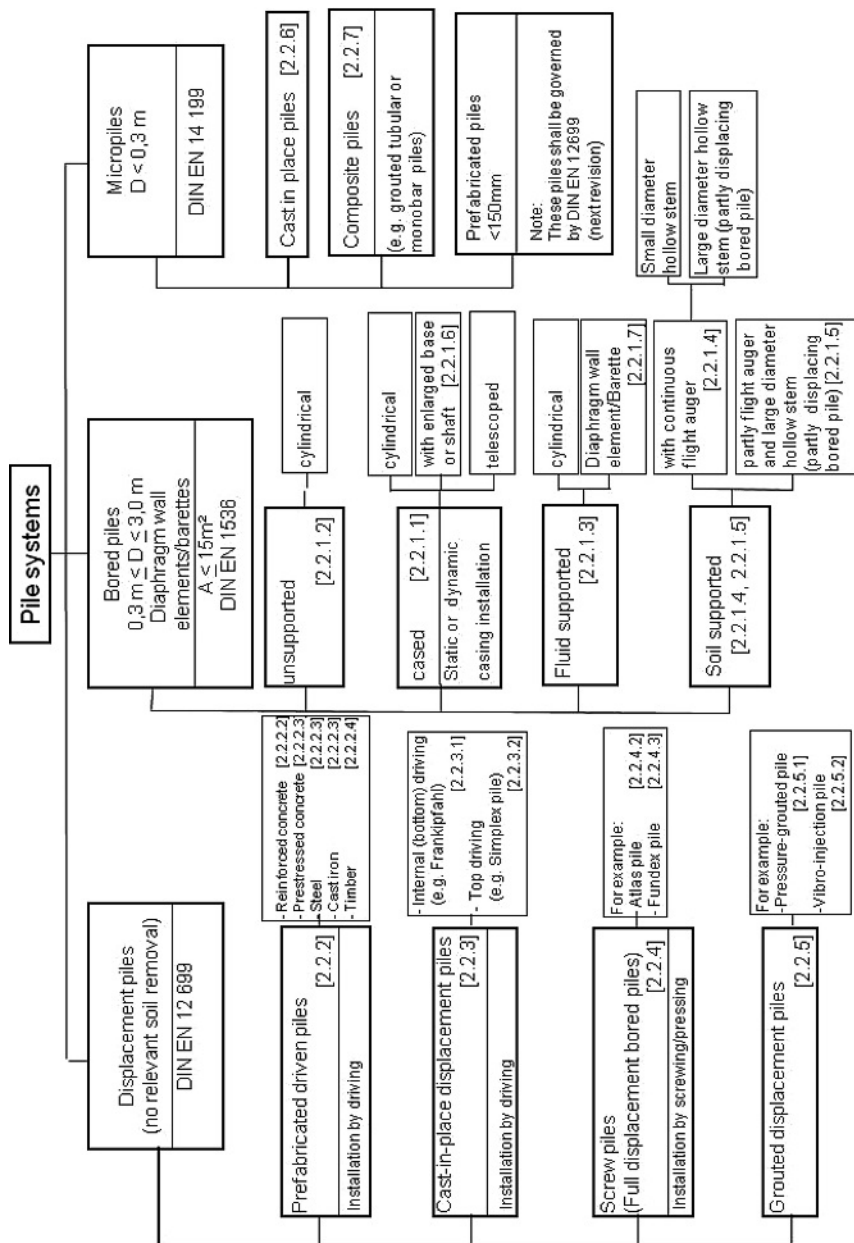 Pile systems
Displacement piles
(no relevant soil removal)
DIN EN 12 699
Prefabricated driven piles
[2.2.2]
Installation by driving
- Reinforced concrete [2.2.2.2]
- Prestressed concrete [2.2.2.3
- Steel [2.2.2.3]
- Cast iron [2.2.2.3]
- Timber [2.2.2.4]
Cast-in-place displacement piles
[2.2.3]
Installation by driving
- Internal (bottom) driving
(e.g. Frankipfahl)
[2.2.3.1]
- Top driving
(e.g. Simplex pile)
[2.2.3.2]
Screw piles
(Full displacement bored piles)
[2.2.4]
Installation by screwing/pressing
For example:
- Atlas pile [2.2.4.2]
- Fundex pile [2.2.4.3]
Grouted displacement piles
[2.2.5]
For example:
- Pressure-grouted pile
[2.2.5.1]
-Vibro-injection pile
[2.2.5.2]
Bored piles
0,3 m ≤ D ≤ 3,0 m
Diaphragm wall
elements/barettes
A ≤ 15m²
DIN EN 1536
unsupported
[2.2.1.2]
cylindrical
cased [2.2.1.1]
Static or dynamic
casing installation
cylindrical
with enlarged base
or shaft [2.2.1.6]
telescoped
Fluid supported
[2.2.1.3]
cylindrical
Diaphragm wall
element/Barette
[2.2.1.7]
Soil supported
[2.2.1.4, 2.2.1.5]
with continuous
flight auger
[2.2.1.4]
partly flight auger
and large diameter
hollow stem
(partly displacing
bored pile) [2.2.1.5]
Small diameter
hollow stem
Large diameter hollow
stem (partly displacing
bored pile)
Micropiles
D < 0,3 m
DIN EN 14 199
Cast in place piles [2.2.6]
Composite piles [2.2.7]
(e.g. grouted tubular or
monobar piles)
Prefabricated piles
<150mm
Note:
These piles shall be governed
by DIN EN 12699
(next revision)